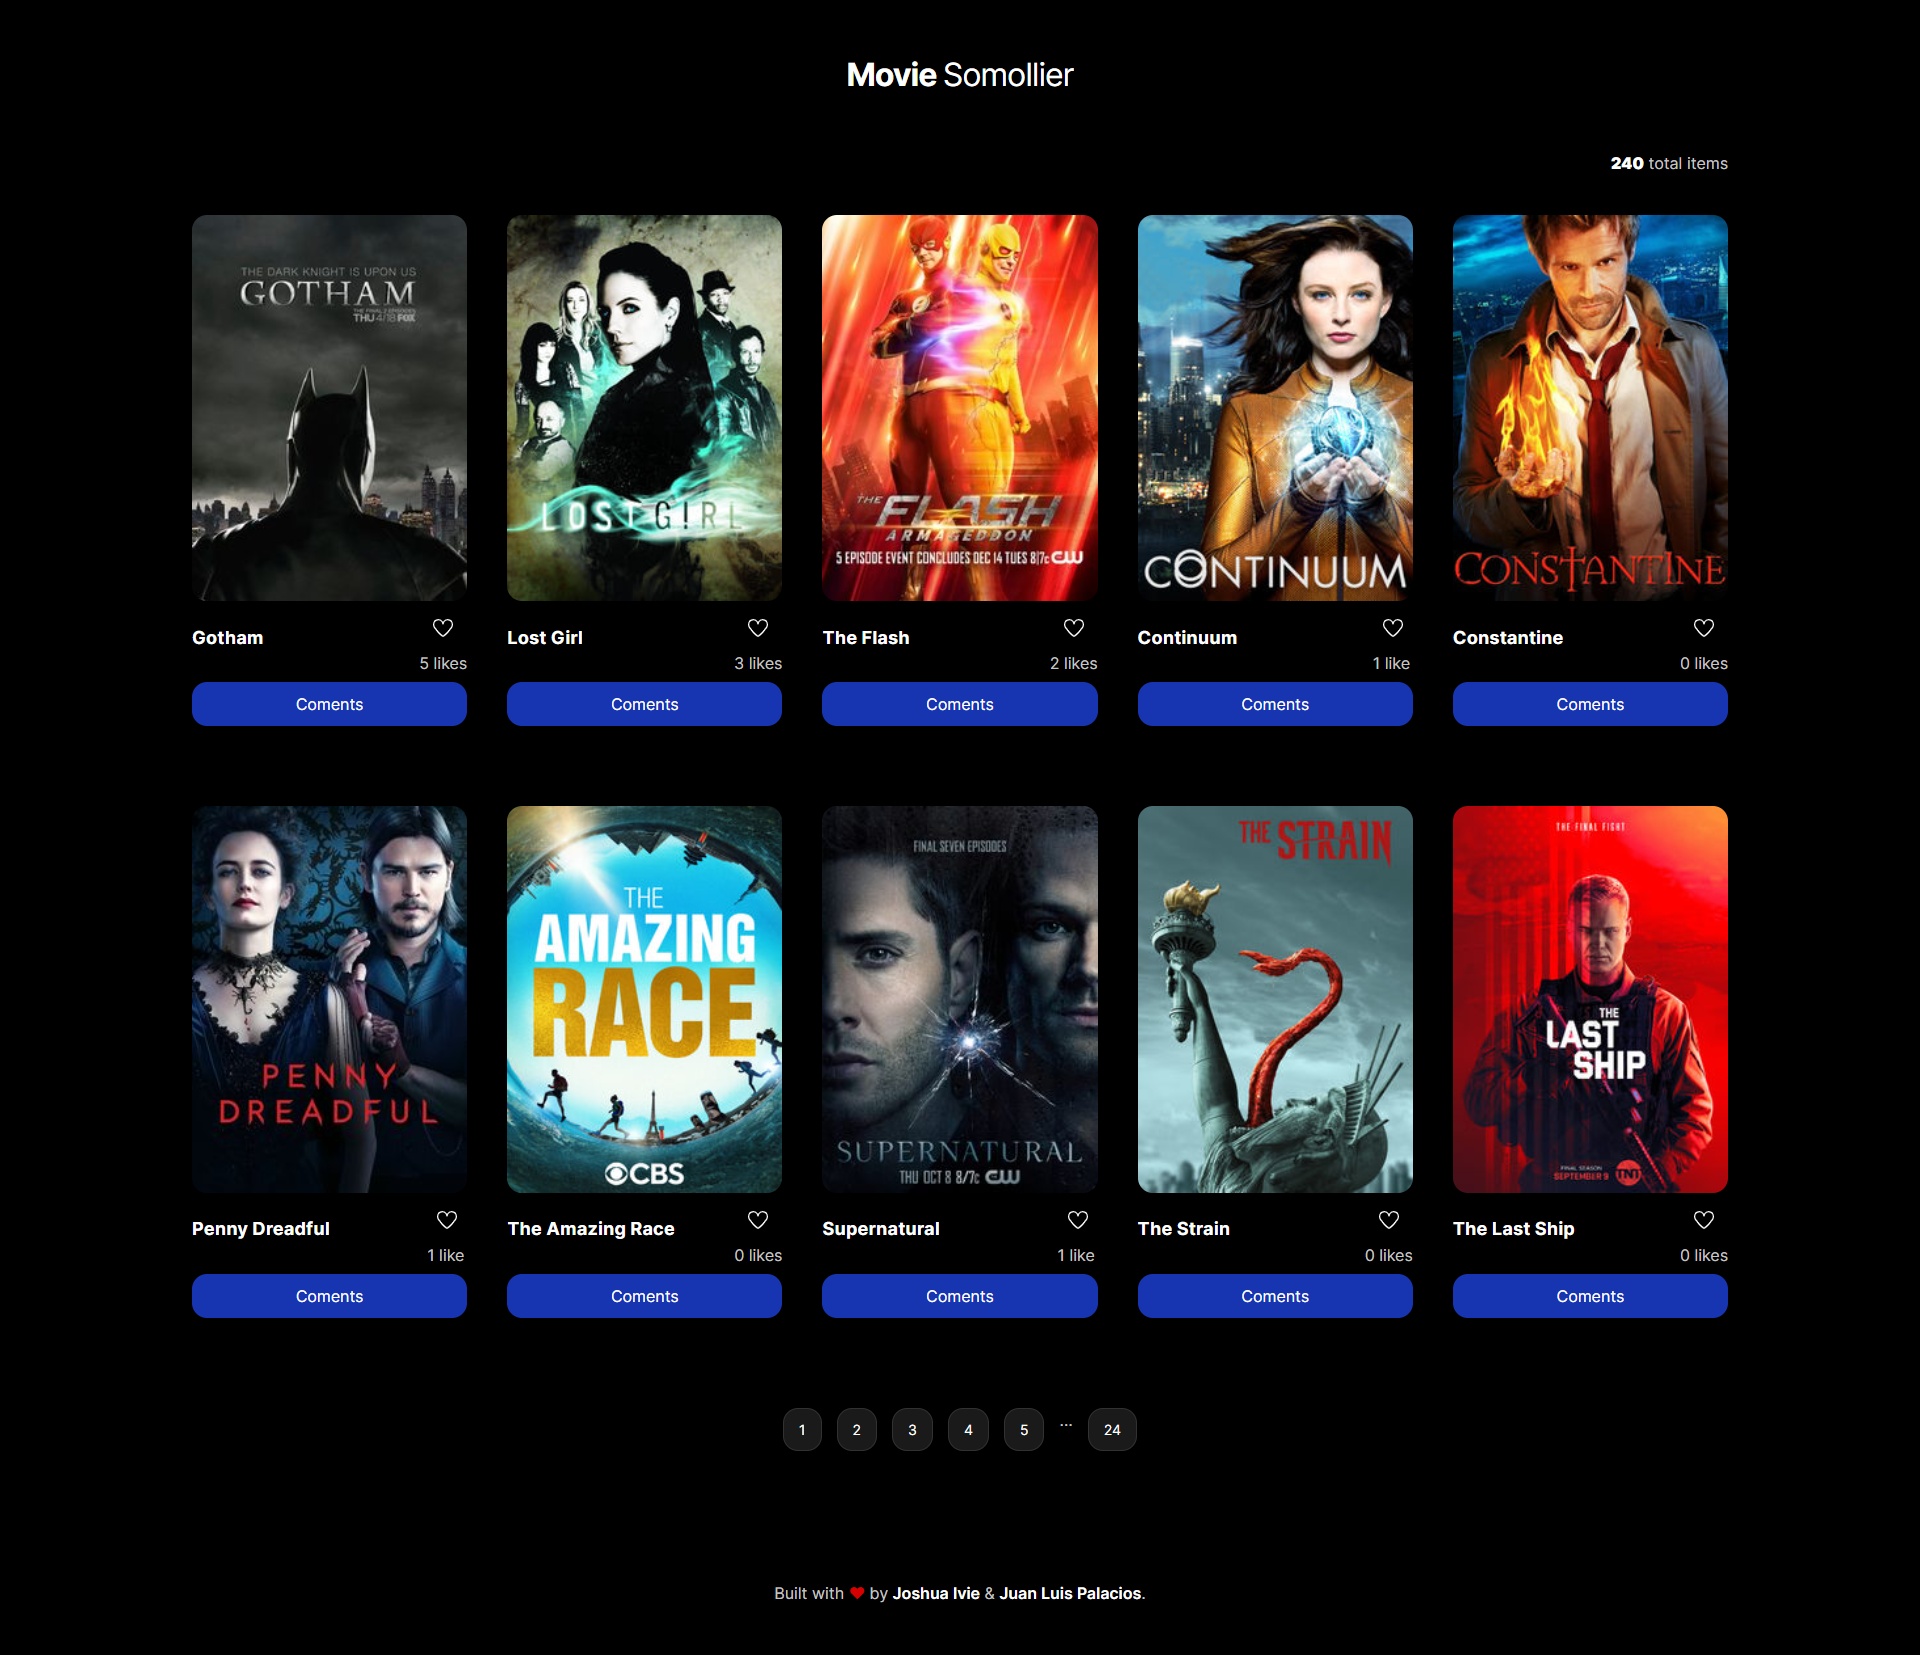 Movie Somollier
240 total items
THE DARK KNIGHT IS UPON US
GOTHAM
THE FINAL 2 EPISODES
THU 4/18 FOX
LOST GIRL
THE
FLASH
ARMAGEDDON
5 EPISODE EVENT CONCLUDES DEC 14 TUES 8|7c CW
CONTINUUM
CONSTANTINE
Gotham
5 likes
Coments
Lost Girl
3 likes
Coments
The Flash
2 likes
Coments
Continuum
1 like
Coments
Constantine
0 likes
Coments
PENNY
DREADFUL
THE
AMAZING
RACE
CBS
FINAL SEVEN EPISODES
SUPERNATURAL
THU OCT 8 8/7c CW
THE STRAIN
THE FINAL FIGHT
THE
LAST
SHIP
FINAL SEASON
SEPTEMBER 9 TNT
Penny Dreadful
1 like
Coments
The Amazing Race
0 likes
Coments
Supernatural
1 like
Coments
The Strain
0 likes
Coments
The Last Ship
0 likes
Coments
1 2 3 4 5 ... 24
Built with ❤ by Joshua Ivie & Juan Luis Palacios.